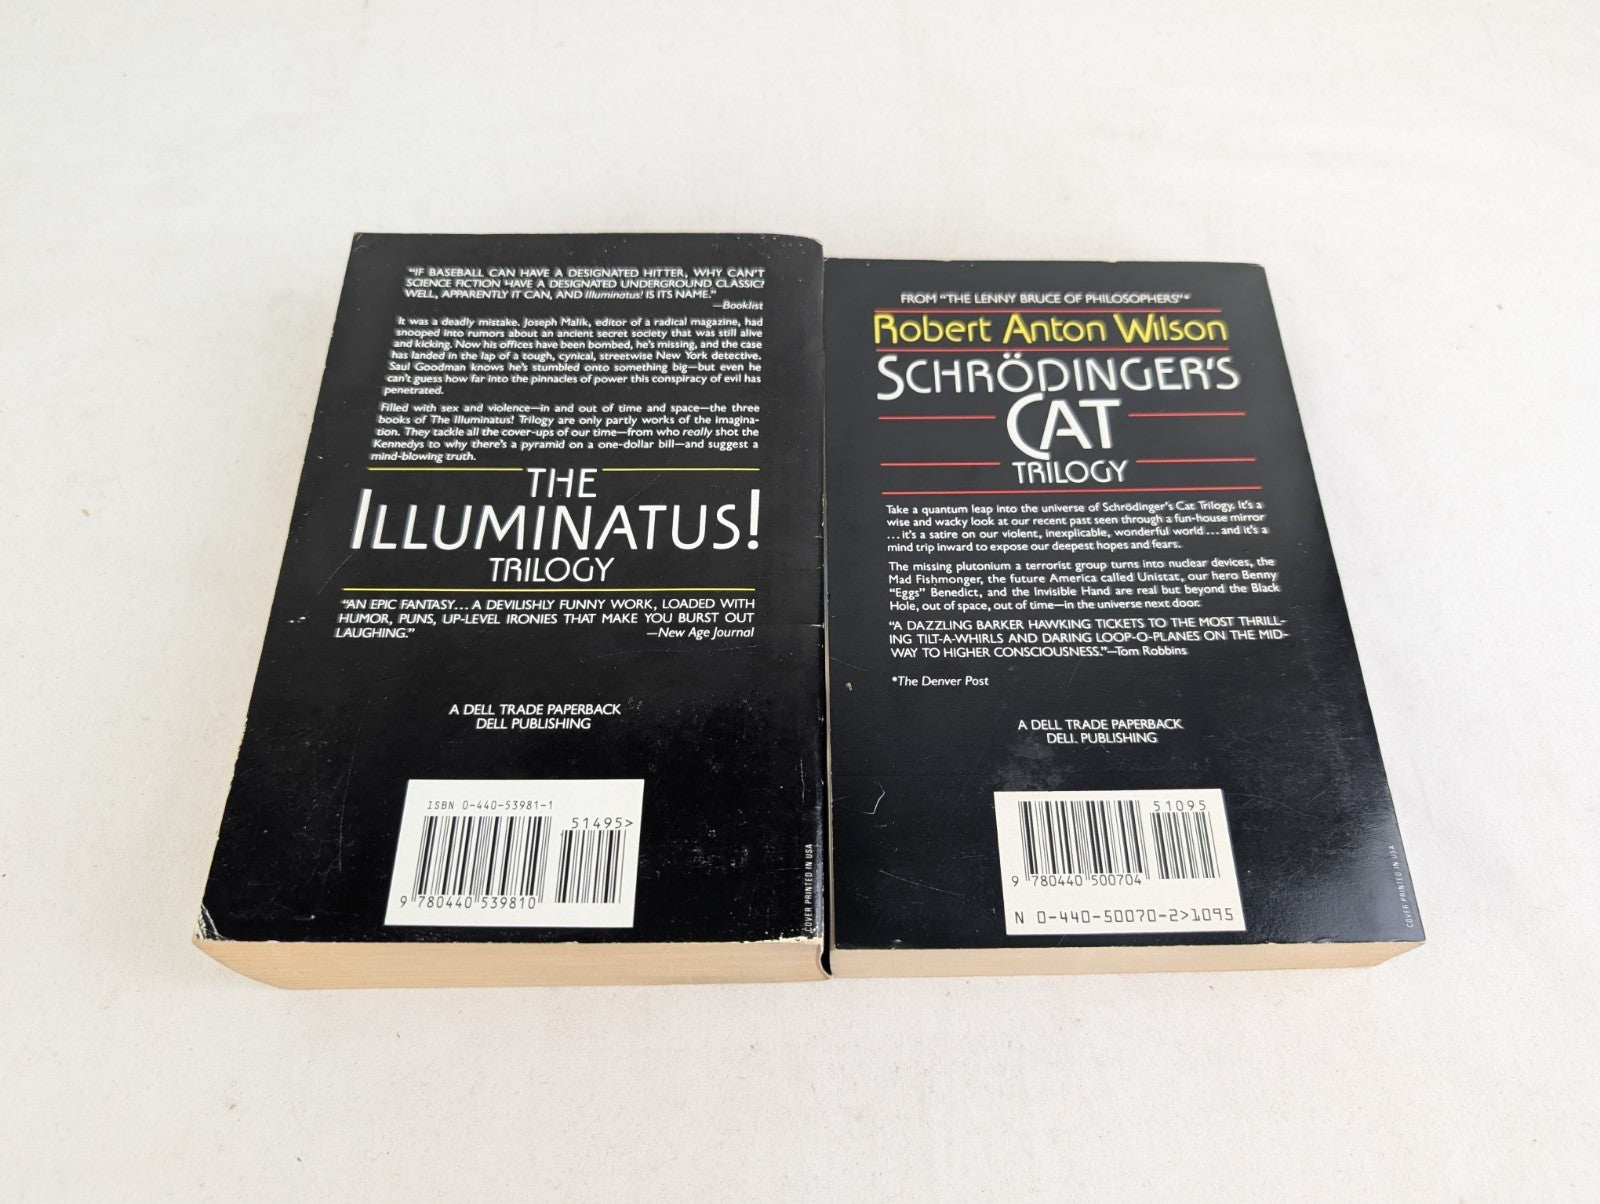 "IF BASEBALL CAN HAVE A DESIGNATED HITTER, WHY CAN'T
SCIENCE FICTION HAVE A DESIGNATED UNDERGROUND CLASSIC?
WELL, APPARENTLY IT CAN, AND Illuminatus! IS ITS NAME."
—Booklist
It was a deadly mistake. Joseph Malik, editor of a radical magazine, had
snooped into rumors about an ancient secret society that was still alive
and kicking. Now his offices have been bombed, he's missing, and the case
has landed in the lap of a tough, cynical, streetwise New York detective.
Saul Goodman knows he's stumbled onto something big—but even he
can't guess how far into the pinnacles of power this conspiracy of evil has
penetrated.
Filled with sex and violence—in and out of time and space—the three
books of The Illuminatus! Trilogy are only partly works of the imagina-
tion. They tackle all the cover-ups of our time—from who really shot the
Kennedys to why there's a pyramid on a one-dollar bill—and suggest a
mind-blowing truth.
THE
ILLUMINATUS!
TRILOGY
"AN EPIC FANTASY... A DEVILISHLY FUNNY WORK, LOADED WITH
HUMOR, PUNS, UP-LEVEL IRONIES THAT MAKE YOU BURST OUT
LAUGHING." —New Age Journal
A DELL TRADE PAPERBACK
DELL PUBLISHING
ISBN 0-440-53981-1
51495>
9 780440 539810
COVER PRINTED IN USA
FROM "THE LENNY BRUCE OF PHILOSOPHERS"*
Robert Anton Wilson
SCHRÖDINGER'S
CAT
TRILOGY
Take a quantum leap into the universe of Schrödinger's Cat Trilogy. It's a
wise and wacky look at our recent past seen through a fun-house mirror
... it's a satire on our violent, inexplicable, wonderful world ... and it's a
mind trip inward to expose our deepest hopes and fears.
The missing plutonium a terrorist group turns into nuclear devices, the
Mad Fishmonger, the future America called Unistat, our hero Benny
"Eggs" Benedict, and the Invisible Hand are real but beyond the Black
Hole, out of space, out of time—in the universe next door.
"A DAZZLING BARKER HAWKING TICKETS TO THE MOST THRILL-
ING TILT-A-WHIRLS AND DARING LOOP-O-PLANES ON THE MID-
WAY TO HIGHER CONSCIOUSNESS."—Tom Robbins
*The Denver Post
A DELL TRADE PAPERBACK
DELL PUBLISHING
51095
9 780440 500704
N 0-440-50070-2>1095
COVER PRINTED IN USA